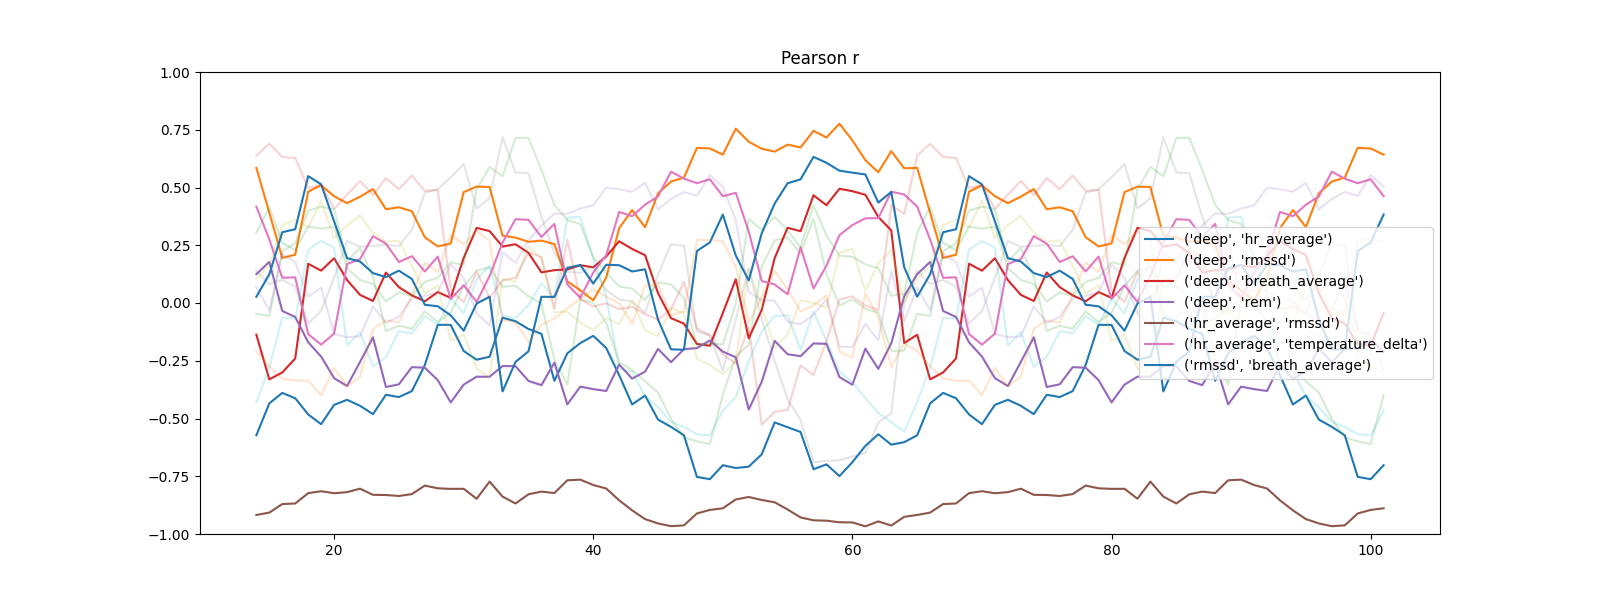 Pearson r
1.00
0.75
0.50
0.25
0.00
−0.25
−0.50
−0.75
−1.00
('deep', 'hr_average')
('deep', 'rmssd')
('deep', 'breath_average')
('deep', 'rem')
('hr_average', 'rmssd')
('hr_average', 'temperature_delta')
('rmssd', 'breath_average')
20 40 60 80 100